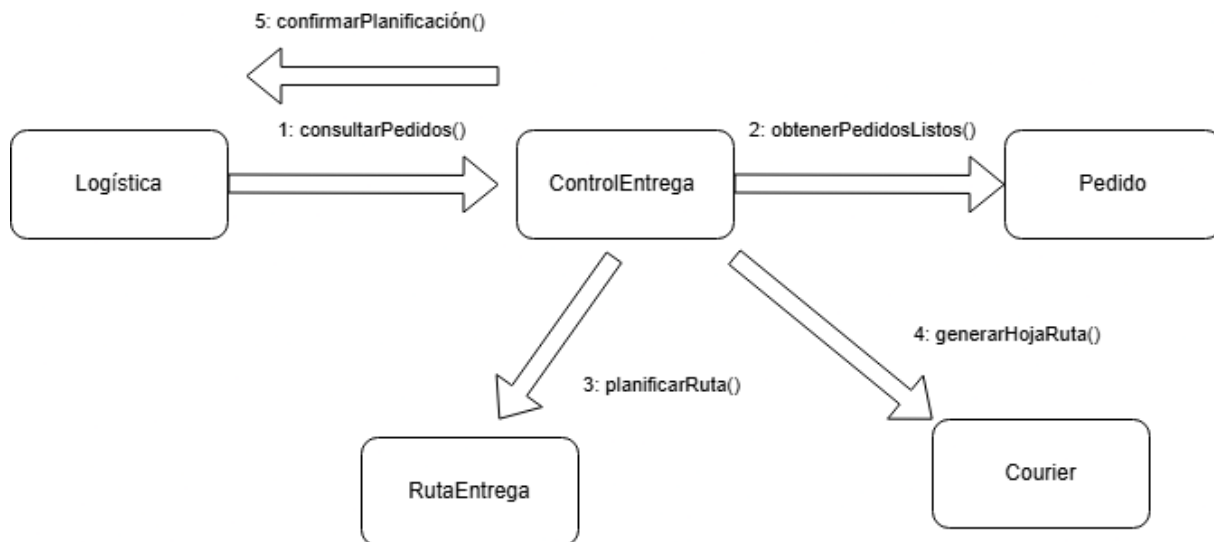 5: confirmarPlanificación()
1: consultarPedidos()
2: obtenerPedidosListos()
Logística
ControlEntrega
Pedido
4: generarHojaRuta()
3: planificarRuta()
Courier
RutaEntrega